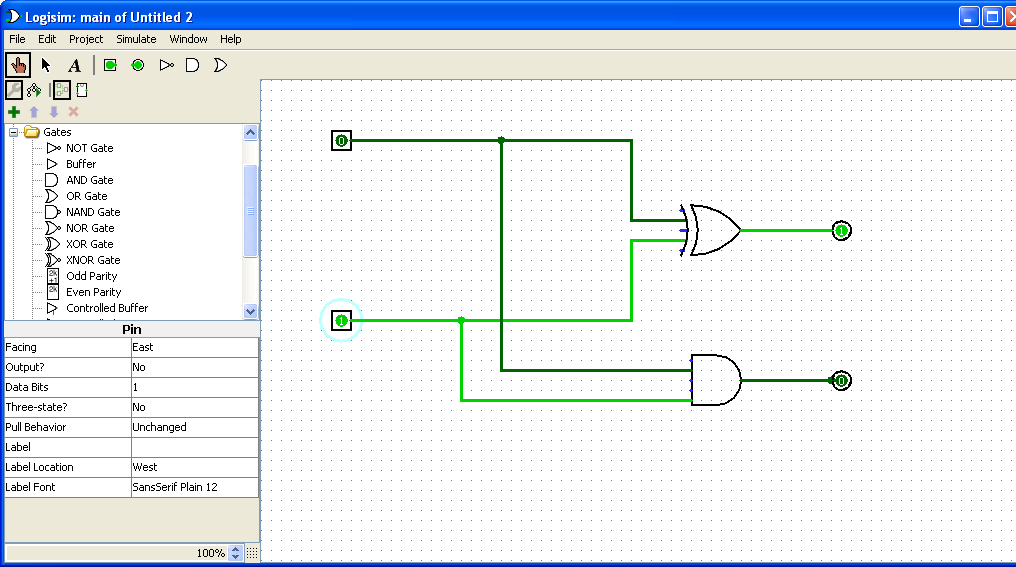 Logisim: main of Untitled 2
File Edit Project Simulate Window Help
A
Gates
NOT Gate
Buffer
AND Gate
OR Gate
NAND Gate
NOR Gate
XOR Gate
XNOR Gate
Odd Parity
Even Parity
Controlled Buffer
Pin
Facing East
Output? No
Data Bits 1
Three-state? No
Pull Behavior Unchanged
Label
Label Location West
Label Font SansSerif Plain 12
100%
0
1
1
0